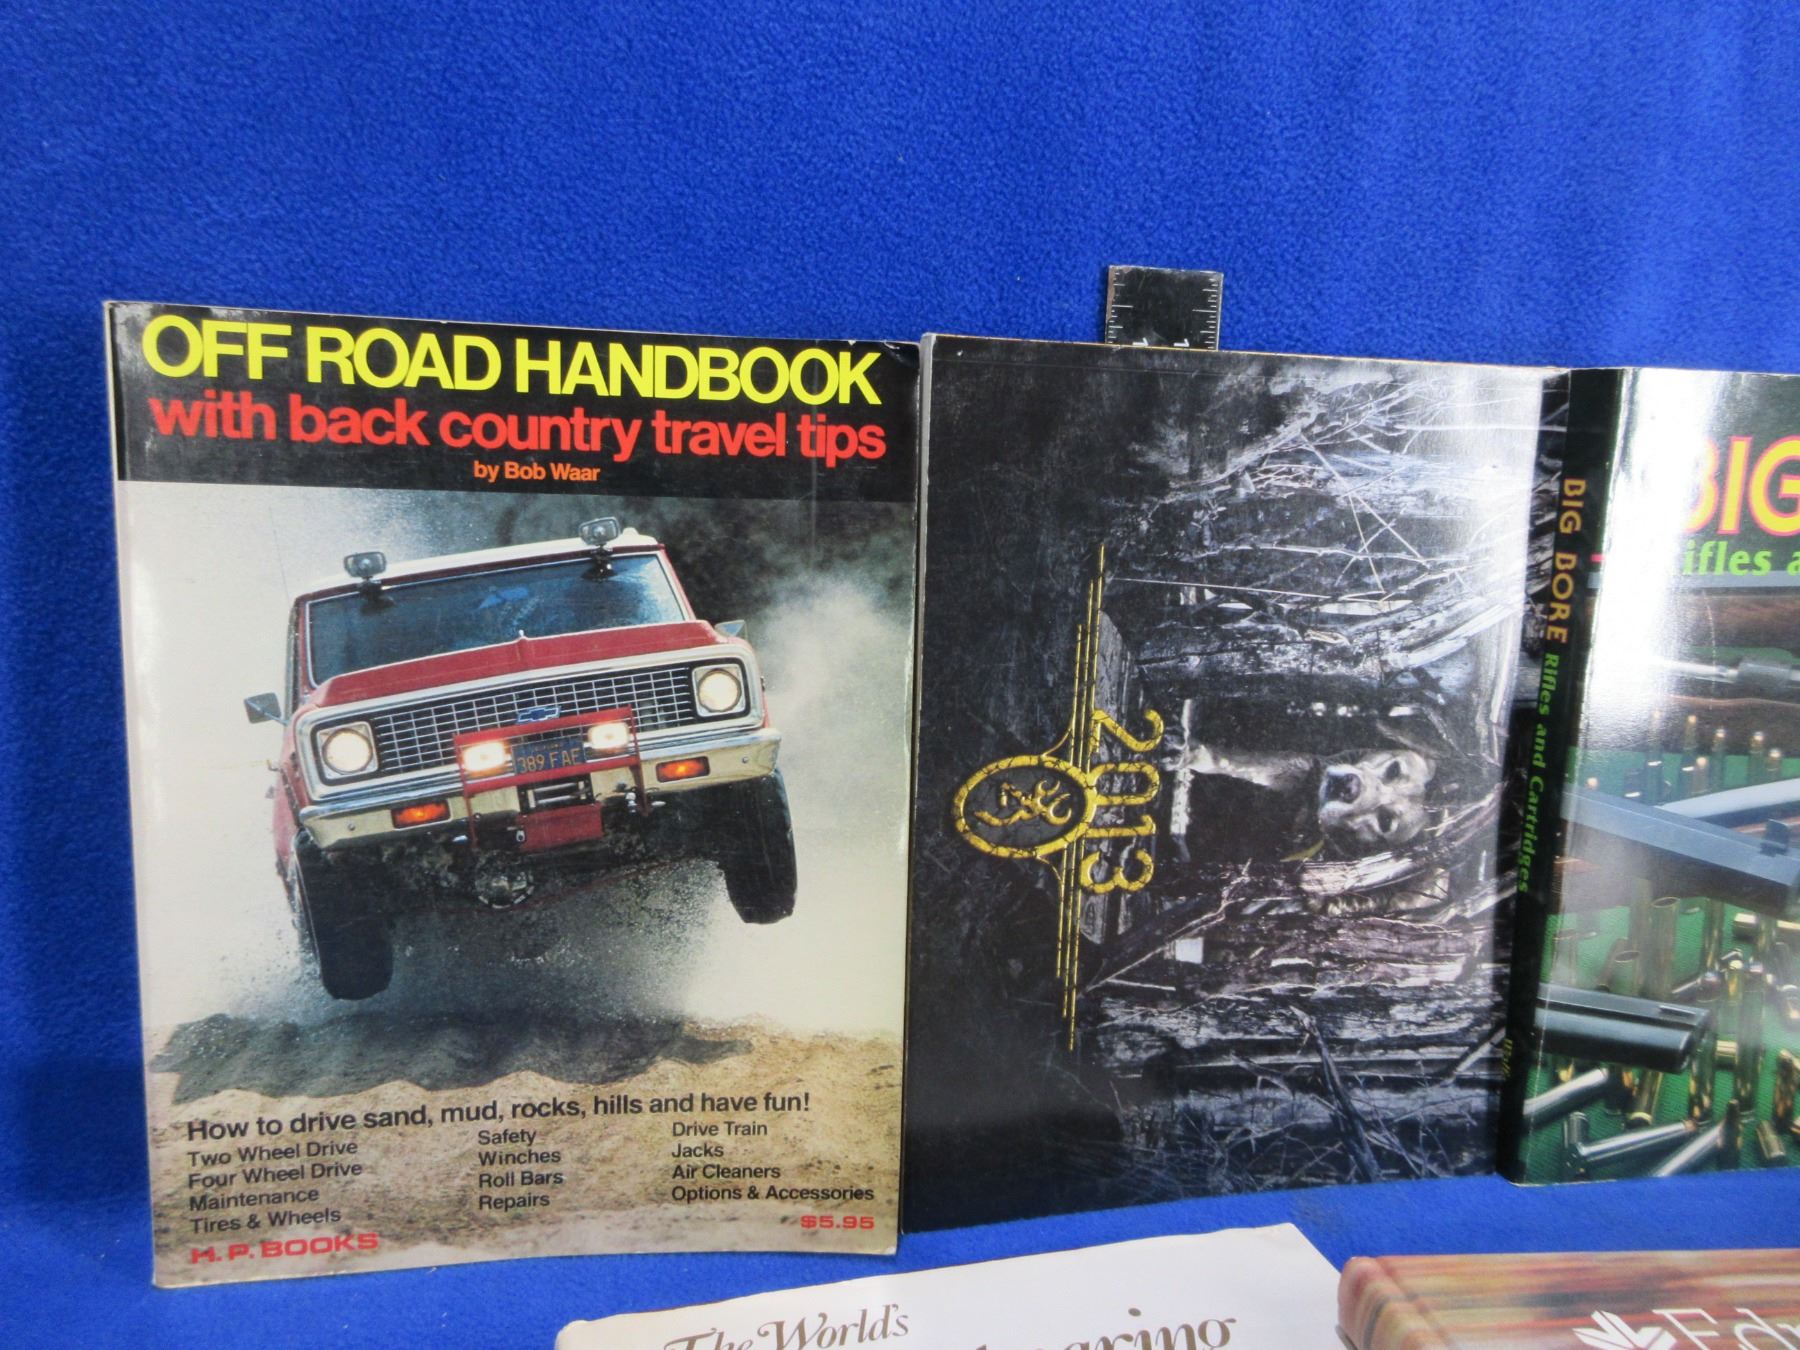 OFF ROAD HANDBOOK
with back country travel tips
by Bob Waar
389 FAE
How to drive sand, mud, rocks, hills and have fun!
Two Wheel Drive
Four Wheel Drive
Maintenance
Tires & Wheels
Safety
Winches
Roll Bars
Repairs
Drive Train
Jacks
Air Cleaners
Options & Accessories
$5.95
H. P. BOOKS
2013
BIG BORE Rifles and Cartridges
BIG
ifles a
The World's